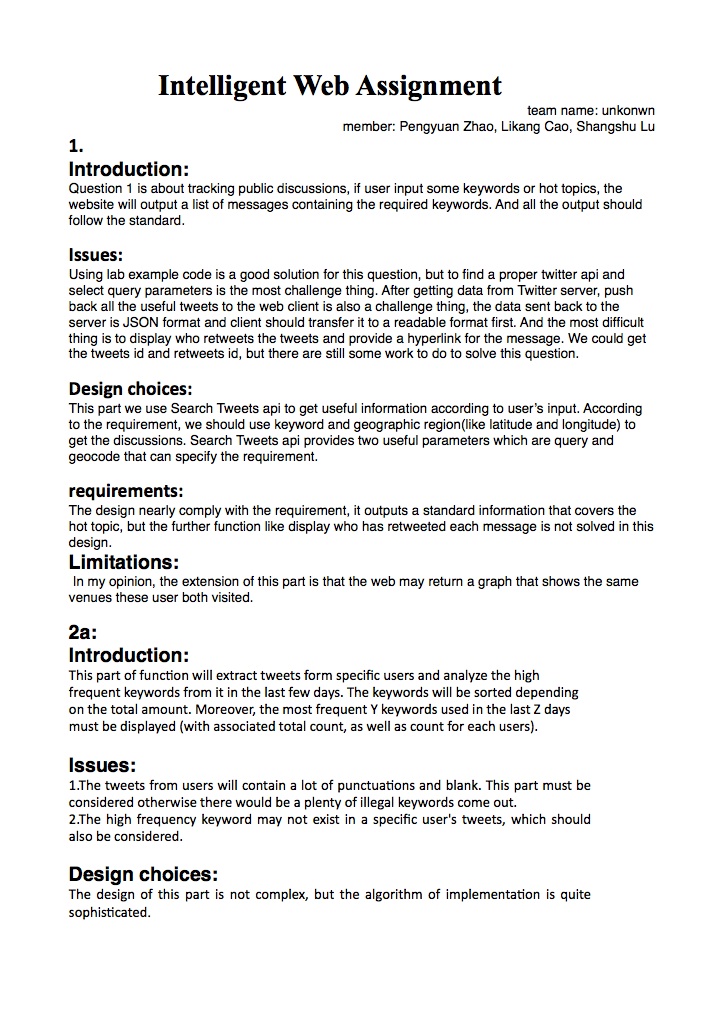 Intelligent Web Assignment
team name: unkonwn
member: Pengyuan Zhao, Likang Cao, Shangshu Lu
1.
Introduction:
Question 1 is about tracking public discussions, if user input some keywords or hot topics, the
website will output a list of messages containing the required keywords. And all the output should
follow the standard.
Issues:
Using lab example code is a good solution for this question, but to find a proper twitter api and
select query parameters is the most challenge thing. After getting data from Twitter server, push
back all the useful tweets to the web client is also a challenge thing, the data sent back to the
server is JSON format and client should transfer it to a readable format first. And the most difficult
thing is to display who retweets the tweets and provide a hyperlink for the message. We could get
the tweets id and retweets id, but there are still some work to do to solve this question.
Design choices:
This part we use Search Tweets api to get useful information according to user’s input. According
to the requirement, we should use keyword and geographic region(like latitude and longitude) to
get the discussions. Search Tweets api provides two useful parameters which are query and
geocode that can specify the requirement.
requirements:
The design nearly comply with the requirement, it outputs a standard information that covers the
hot topic, but the further function like display who has retweeted each message is not solved in this
design.
Limitations:
In my opinion, the extension of this part is that the web may return a graph that shows the same
venues these user both visited.
2a:
Introduction:
This part of function will extract tweets form specific users and analyze the high
frequent keywords from it in the last few days. The keywords will be sorted depending
on the total amount. Moreover, the most frequent Y keywords used in the last Z days
must be displayed (with associated total count, as well as count for each users).
Issues:
1.The tweets from users will contain a lot of punctuations and blank. This part must be
considered otherwise there would be a plenty of illegal keywords come out.
2.The high frequency keyword may not exist in a specific user's tweets, which should
also be considered.
Design choices:
The design of this part is not complex, but the algorithm of implementation is quite
sophisticated.